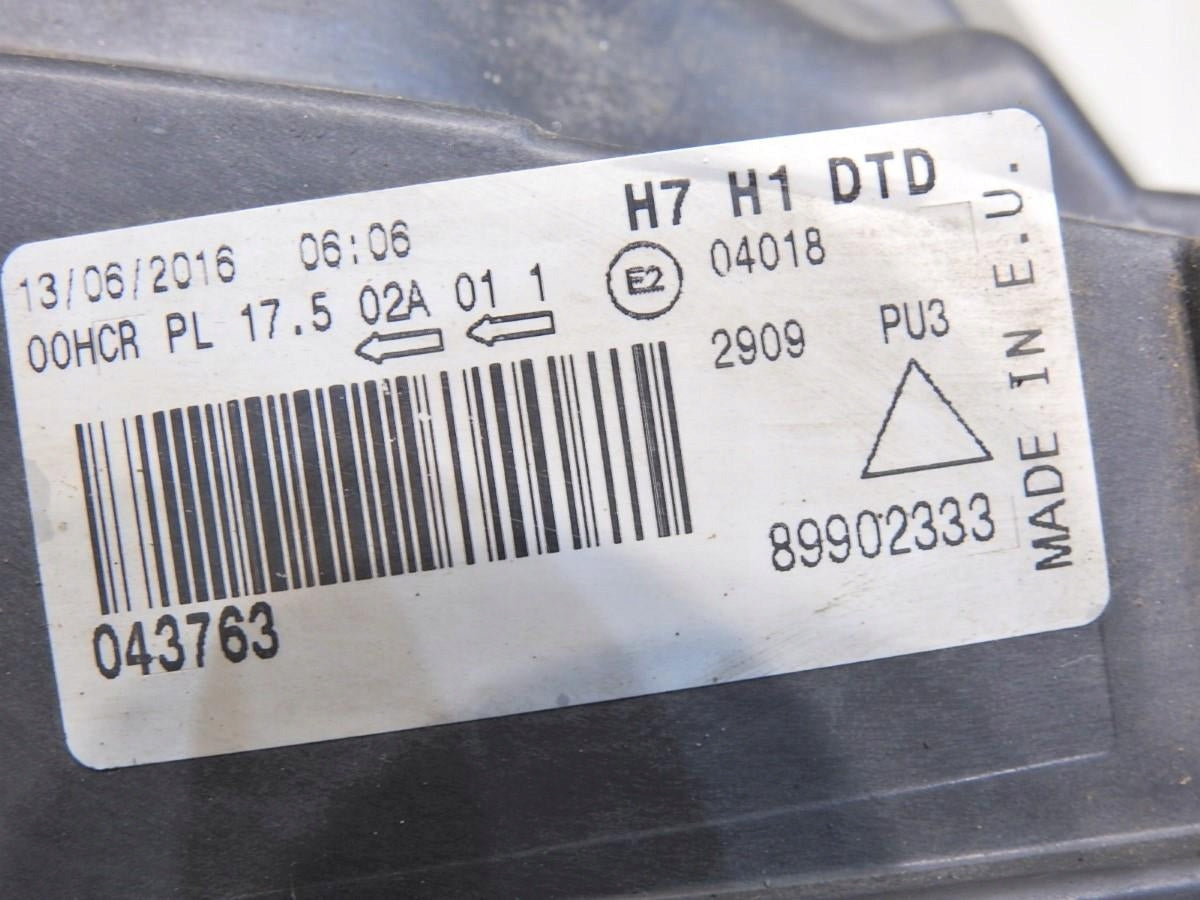 13/06/2016 06:06
00HCR PL 17.5 02A 01 1
H7 H1 DTD
E2 04018
2909 PU3
89902333
043763
MADE IN E.U.